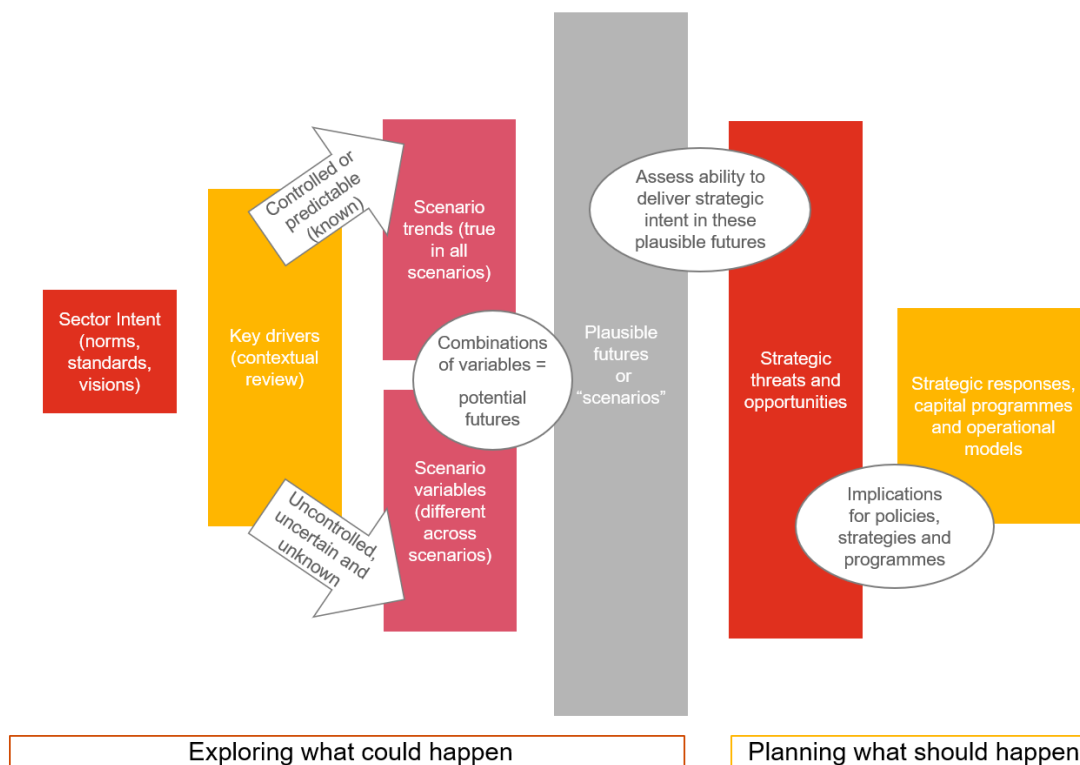 Sector Intent
(norms,
standards,
visions)
Key drivers
(contextual
review)
Controlled or
predictable
(known)
Uncontrolled,
uncertain and
unknown
Scenario
trends (true
in all
scenarios)
Combinations
of variables =
potential
futures
Scenario
variables
(different
across
scenarios)
Plausible
futures
or
“scenarios”
Assess ability to
deliver strategic
intent in these
plausible futures
Strategic
threats and
opportunities
Implications
for policies,
strategies and
programmes
Strategic responses,
capital programmes
and operational
models
Exploring what could happen
Planning what should happen